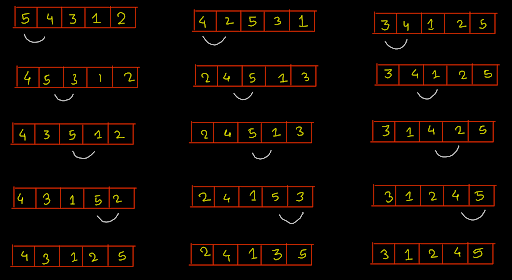 5 4 3 1 2
4 5 3 1 2
4 3 5 1 2
4 3 1 5 2
4 3 1 2 5
4 2 5 3 1
2 4 5 1 3
2 4 5 1 3
2 4 1 5 3
2 4 1 3 5
3 4 1 2 5
3 4 1 2 5
3 1 4 2 5
3 1 2 4 5
3 1 2 4 5